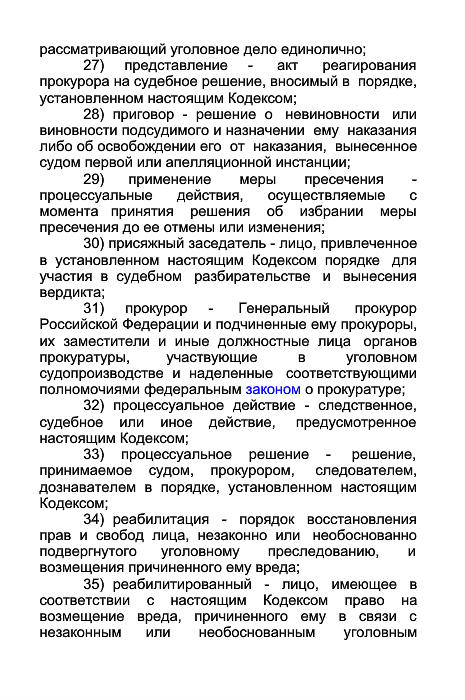 рассматривающий уголовное дело единолично;
27) представление - акт реагирования
прокурора на судебное решение, вносимый в порядке,
установленном настоящим Кодексом;
28) приговор - решение о невиновности или
виновности подсудимого и назначении ему наказания
либо об освобождении его от наказания, вынесенное
судом первой или апелляционной инстанции;
29) применение меры пресечения -
процессуальные действия, осуществляемые с
момента принятия решения об избрании меры
пресечения до ее отмены или изменения;
30) присяжный заседатель - лицо, привлеченное
в установленном настоящим Кодексом порядке для
участия в судебном разбирательстве и вынесения
вердикта;
31) прокурор - Генеральный прокурор
Российской Федерации и подчиненные ему прокуроры,
их заместители и иные должностные лица органов
прокуратуры, участвующие в уголовном
судопроизводстве и наделенные соответствующими
полномочиями федеральным законом о прокуратуре;
32) процессуальное действие - следственное,
судебное или иное действие, предусмотренное
настоящим Кодексом;
33) процессуальное решение - решение,
принимаемое судом, прокурором, следователем,
дознавателем в порядке, установленном настоящим
Кодексом;
34) реабилитация - порядок восстановления
прав и свобод лица, незаконно или необоснованно
подвергнутого уголовному преследованию, и
возмещения причиненного ему вреда;
35) реабилитированный - лицо, имеющее в
соответствии с настоящим Кодексом право на
возмещение вреда, причиненного ему в связи с
незаконным или необоснованным уголовным